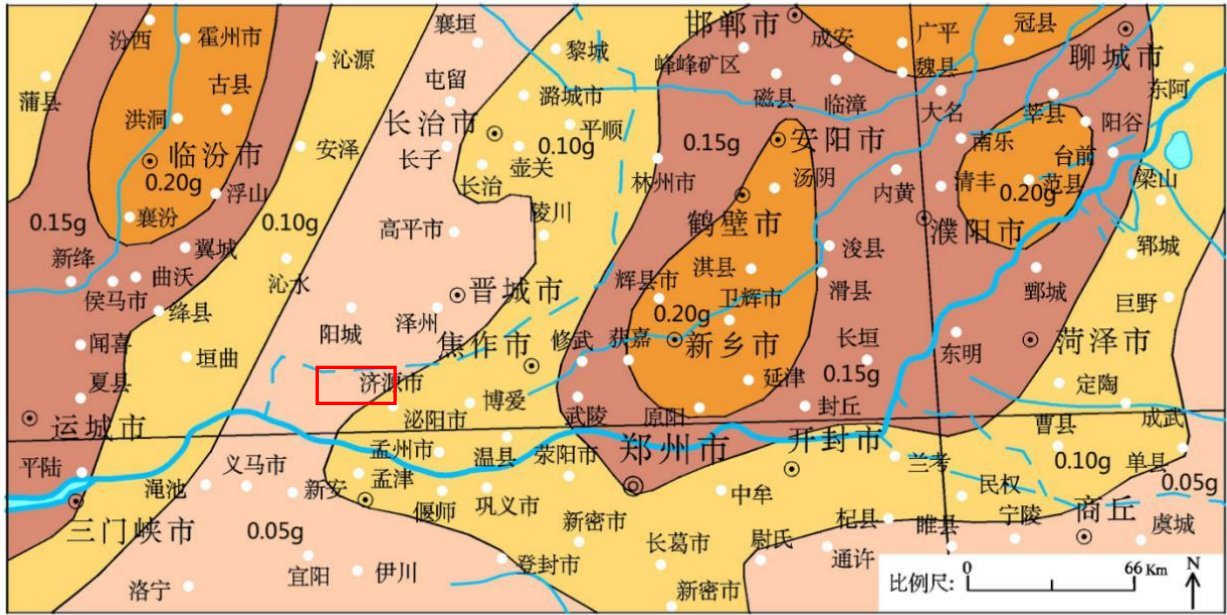 襄垣
邯郸市
广平
冠县
汾西
霍州市
沁源
黎城
成安
聊城市
峰峰矿区
魏县
东阿
蒲县
古县
屯留
潞城市
磁县
临漳
大名
莘县
洪洞
长治市
平顺
安阳市
阳谷
临汾市
安泽
长子
0.10g
0.15g
南乐
台前
0.20g
壶关
长治
林州市
汤阴
内黄
清丰
0.20g
范县
梁山
浮山
0.15g
襄汾
0.10g
陵川
鹤壁市
濮阳市
新绛
翼城
高平市
浚县
郓城
曲沃
沁水
辉县市
淇县
侯马市
晋城市
卫辉市
滑县
鄄城
巨野
绛县
阳城
泽州
0.20g
焦作市
修武
获嘉
新乡市
长垣
东明
菏泽市
闻喜
垣曲
济源市
延津
0.15g
夏县
博爱
定陶
泌阳市
武陵
原阳
封丘
成武
运城市
孟州市
郑州市
开封市
曹县
平陆
义马市
温县
荥阳市
兰考
0.10g
单县
渑池
新安
孟津
0.05g
偃师
巩义市
中牟
民权
三门峡市
新密市
杞县
宁陵
商丘
0.05g
长葛市
尉氏
睢县
虞城
洛宁
宜阳
伊川
登封市
通许
新密市
比例尺:
0
66 Km
N